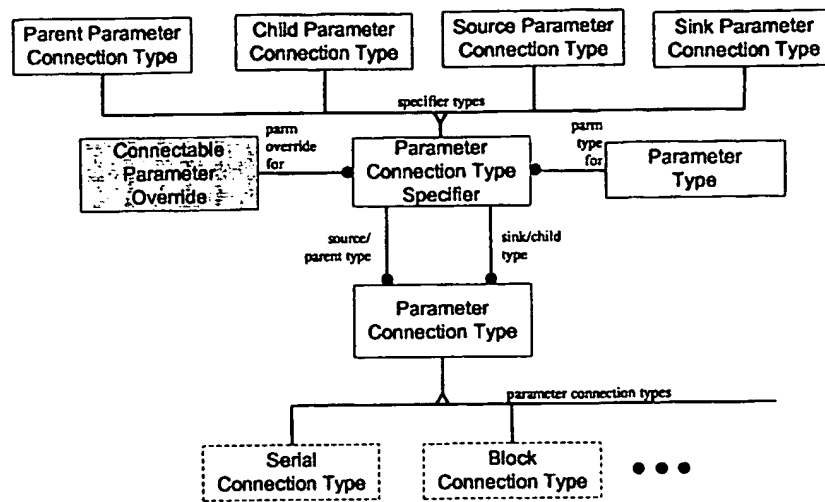 Parent Parameter
Connection Type
Child Parameter
Connection Type
Source Parameter
Connection Type
Sink Parameter
Connection Type
specifier types
parm
override
for
parm
type
for
Connectable
Parameter
Override
Parameter
Connection Type
Specifier
Parameter
Type
source/
parent type
sink/child
type
Parameter
Connection Type
parameter connection types
Serial
Connection Type
Block
Connection Type